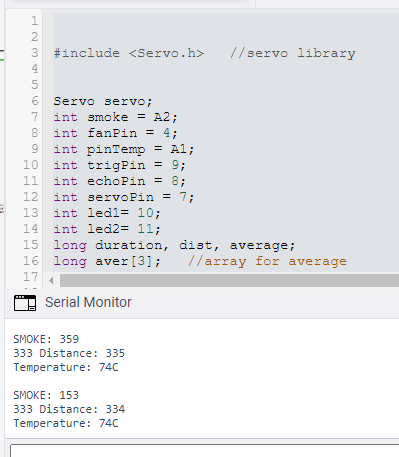 1
2
3 #include <Servo.h>   //servo library
4
5
6 Servo servo;
7 int smoke = A2;
8 int fanPin = 4;
9 int pinTemp = A1;
10 int trigPin = 9;
11 int echoPin = 8;
12 int servoPin = 7;
13 int led1= 10;
14 int led2= 11;
15 long duration, dist, average;
16 long aver[3];   //array for average
17
Serial Monitor
SMOKE: 359
333 Distance: 335
Temperature: 74C
SMOKE: 153
333 Distance: 334
Temperature: 74C